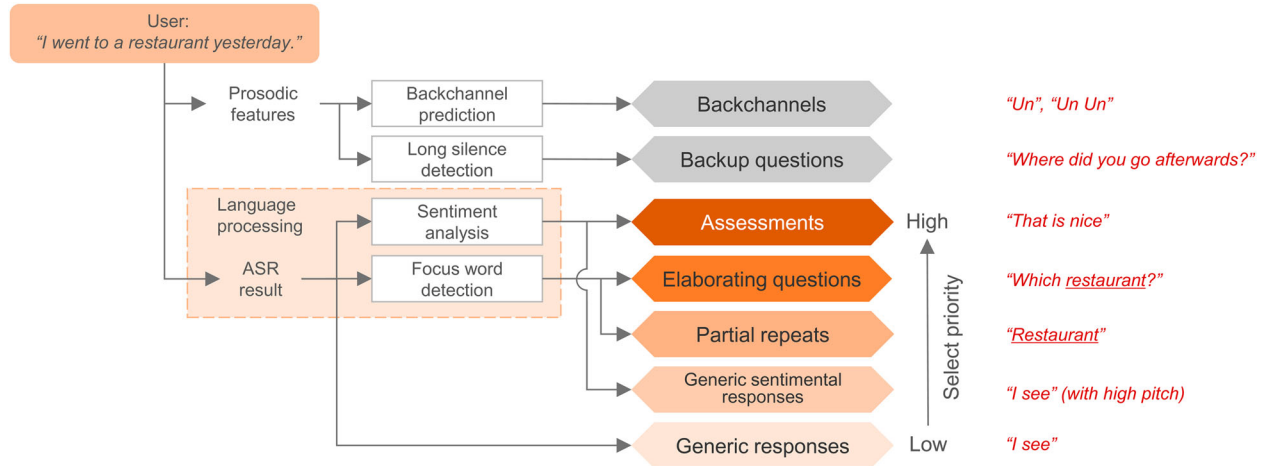 User:
“I went to a restaurant yesterday.”
Prosodic
features
Backchannel
prediction
Backchannels
“Un”, “Un Un”
Long silence
detection
Backup questions
“Where did you go afterwards?”
Language
processing
Sentiment
analysis
Assessments
High
“That is nice”
ASR
result
Focus word
detection
Elaborating questions
“Which restaurant?”
Partial repeats
“Restaurant”
Select priority
Generic sentimental
responses
“I see” (with high pitch)
Generic responses
Low
“I see”